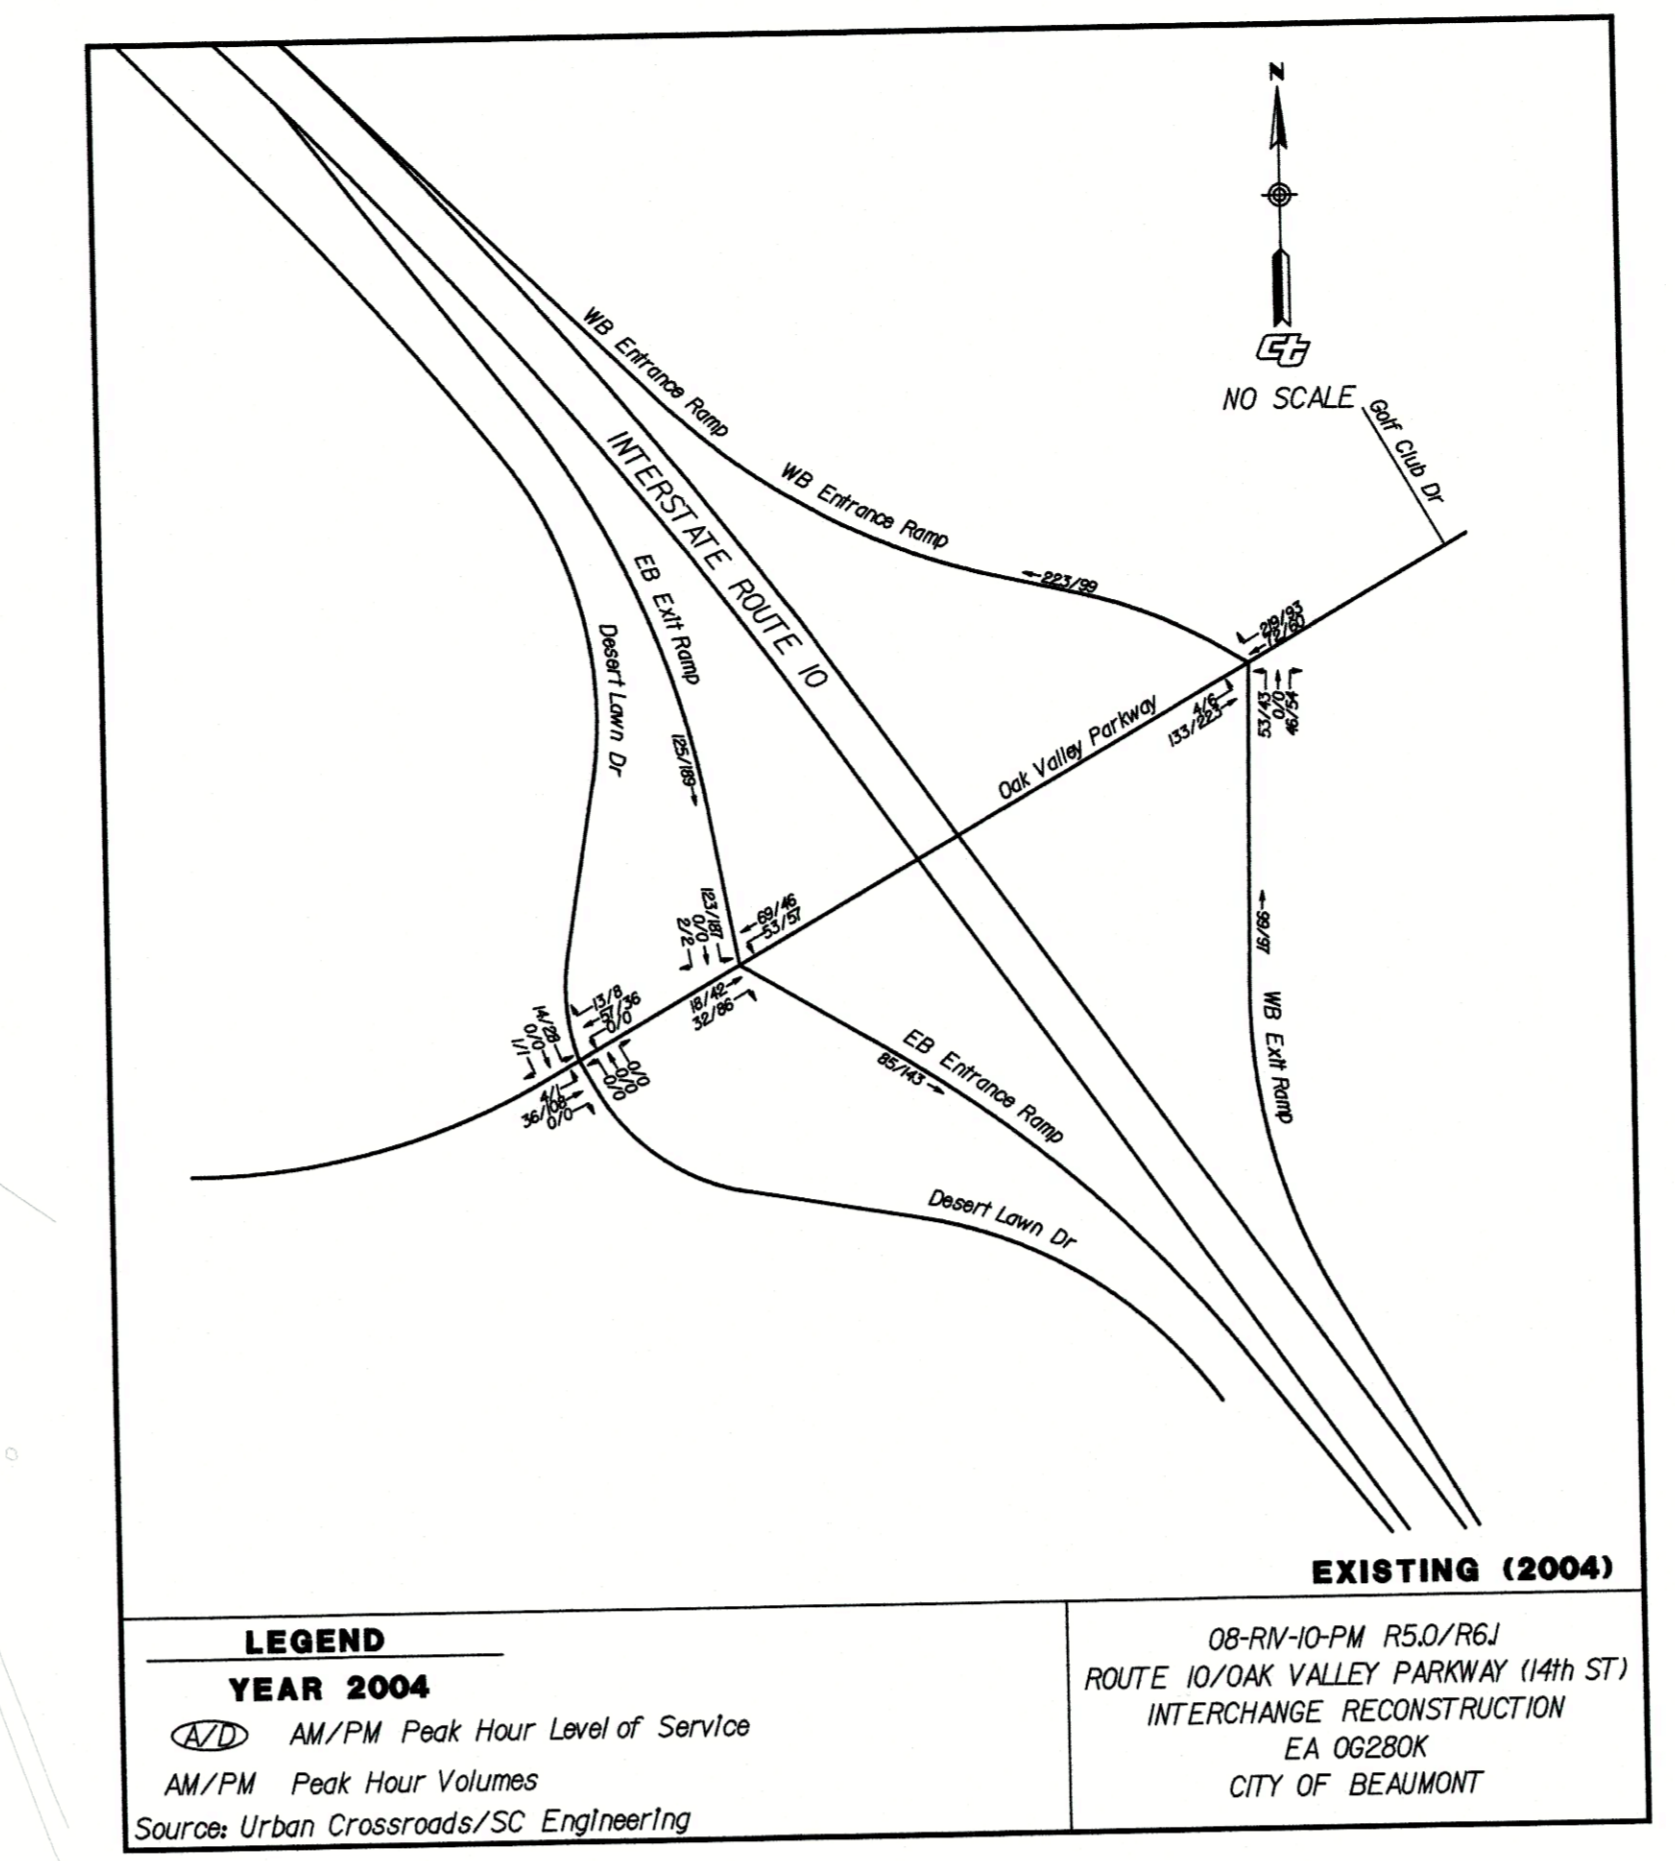 N
Ct
NO SCALE
Golf Club Dr
WB Entrance Ramp
WB Entrance Ramp
INTERSTATE ROUTE 10
223/99
EB Exit Ramp
219/93
72/60
Desert Lawn Dr
4/6
133/223
53/43
0/0
46/54
Oak Valley Parkway
125/189
123/187
0/0
2/2
69/46
53/57
99/97
18/42
32/86
13/8
57/36
0/0
14/28
0/0
1/1
WB Exit Ramp
EB Entrance Ramp
85/143
0/0
0/0
0/0
4/1
36/108
0/0
Desert Lawn Dr
EXISTING (2004)
LEGEND
YEAR 2004
A/D AM/PM Peak Hour Level of Service
AM/PM Peak Hour Volumes
Source: Urban Crossroads/SC Engineering
08-RIV-10-PM R5.0/R6.1
ROUTE 10/OAK VALLEY PARKWAY (14th ST)
INTERCHANGE RECONSTRUCTION
EA 0G280K
CITY OF BEAUMONT